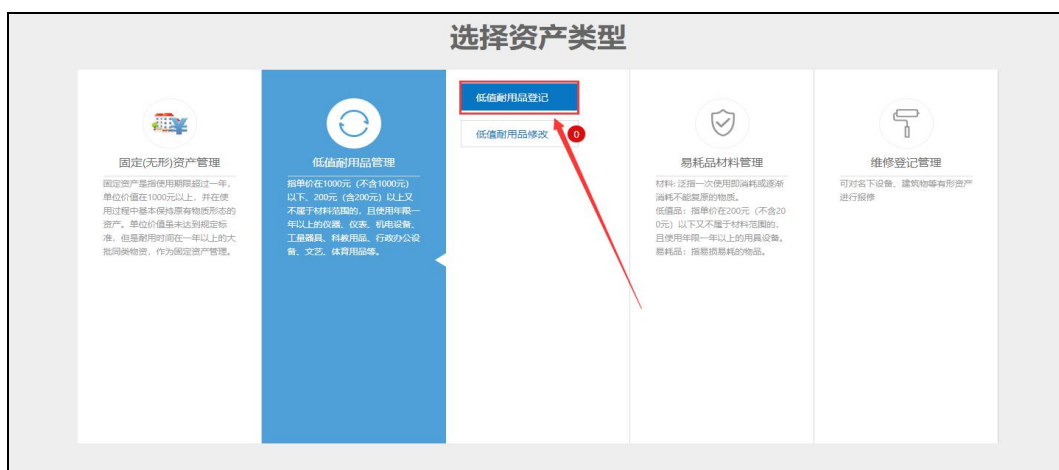 选择资产类型
固定(无形)资产管理
固定资产是指使用期限超过一年，
单位价值在1000元以上，并在使
用过程中基本保持原有物质形态的
资产。单位价值虽未达到规定标
准，但是耐用时间在一年以上的大
批同类物资，作为固定资产管理。
低值耐用品管理
指单价在1000元（不含1000元）
以下、200元（含200元）以上又
不属于材料范围的，且使用年限一
年以上的仪器、仪表、机电设备、
工量器具、科教用品、行政办公设
备、文艺、体育用品等。
低值耐用品登记
低值耐用品修改
0
易耗品材料管理
材料: 泛指一次使用即消耗或逐渐
消耗不能复原的物质。
低值品：指单价在200元（不含20
0元）以下又不属于材料范围的，
且使用年限一年以上的用具设备。
易耗品：指易损易耗的物品。
维修登记管理
可对名下设备、建筑物等有形资产
进行报修